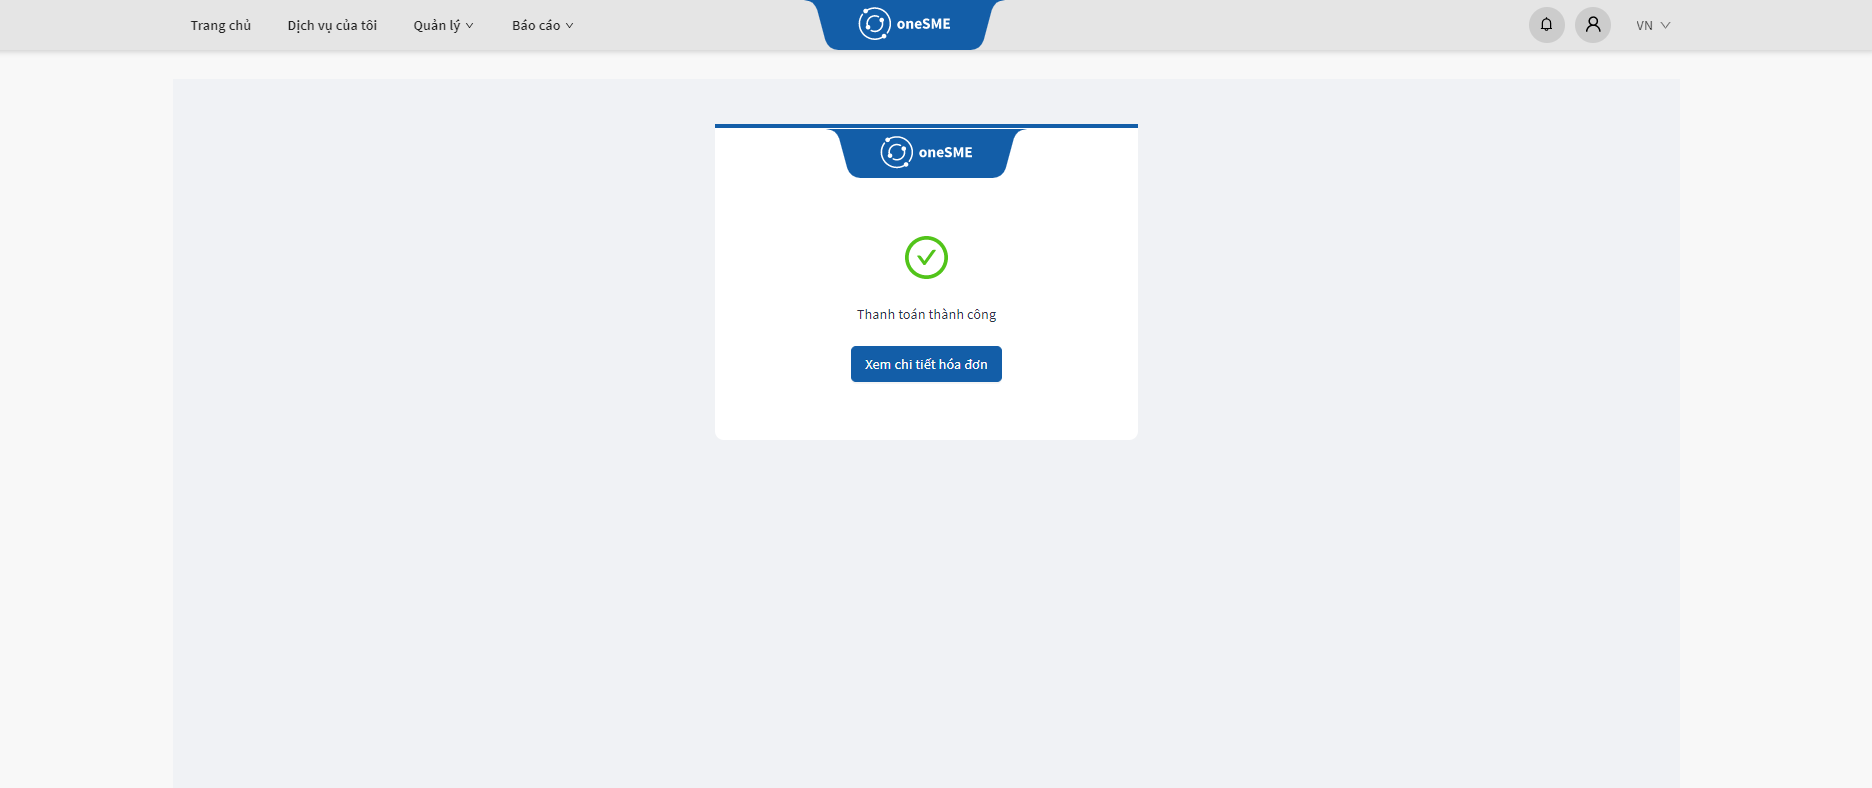 Trang chủ
Dịch vụ của tôi
Quản lý
Báo cáo
oneSME
VN
oneSME
Thanh toán thành công
Xem chi tiết hóa đơn